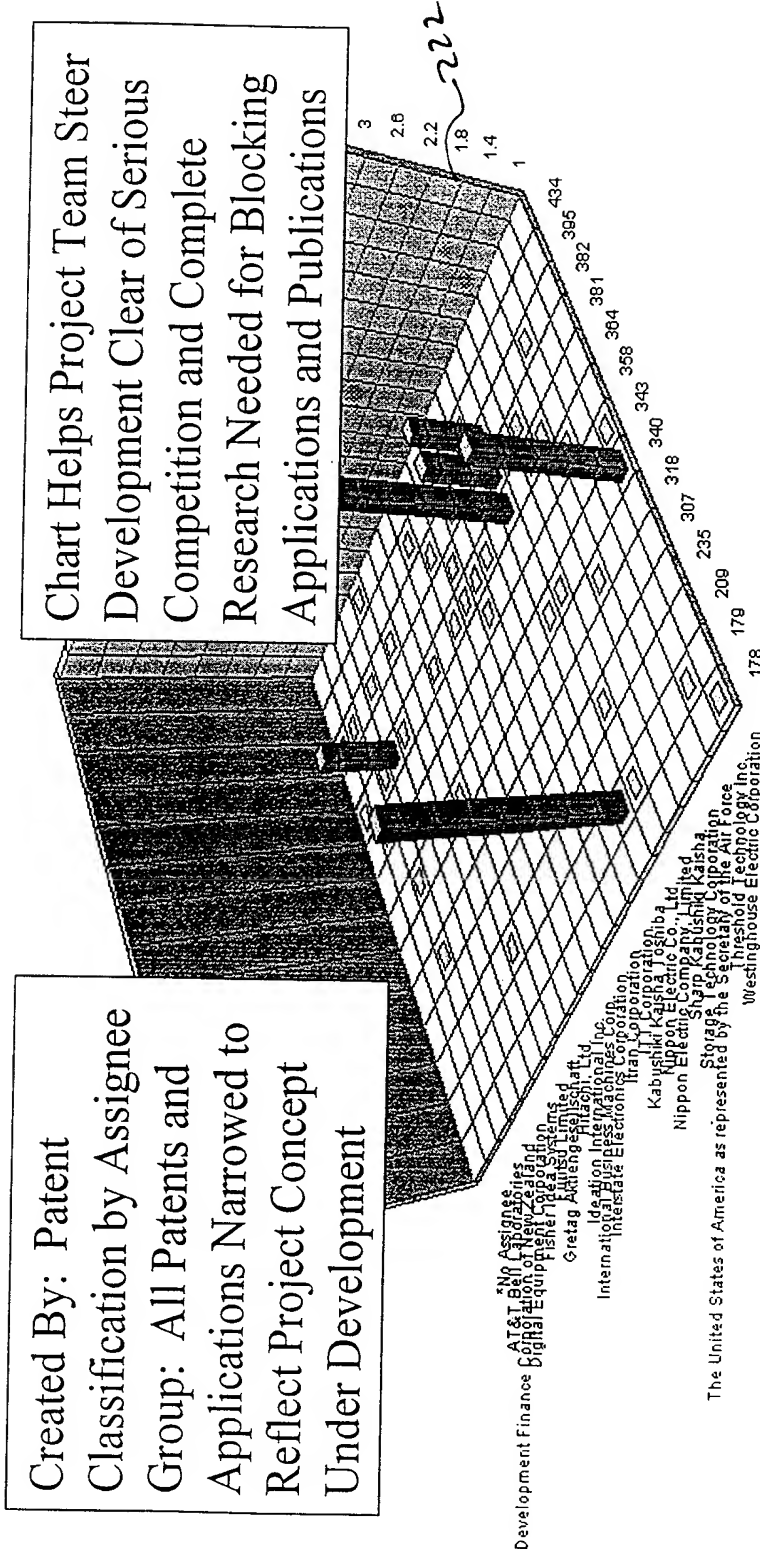 Created By: Patent
Classification by Assignee
Group: All Patents and
Applications Narrowed to
Reflect Project Concept
Under Development
Chart Helps Project Team Steer
Development Clear of Serious
Competition and Complete
Research Needed for Blocking
Applications and Publications
3
2.6
2.2
1.8
1.4
1
222
434
395
382
381
364
358
343
340
318
307
235
209
179
178
*No Assignee
AT&T Bell Laboratories
Development Finance Corporation of New Zealand
Digital Equipment Corporation
Fisher Idea Systems
Fujitsu Limited
Gretag Aktiengesellschaft
Hitachi, Ltd.
Ideation International Inc.
International Business Machines Corp.
Interstate Electronics Corporation
Itran Corporation
ITT Corporation
Kabushiki Kaisha Toshiba
Nippon Electric Co., Ltd.
Nippon Electric Company, Limited
Sharp Kabushiki Kaisha
Storage Technology Corporation
The United States of America as represented by the Secretary of the Air Force
Threshold Technology Inc.
Westinghouse Electric Corporation